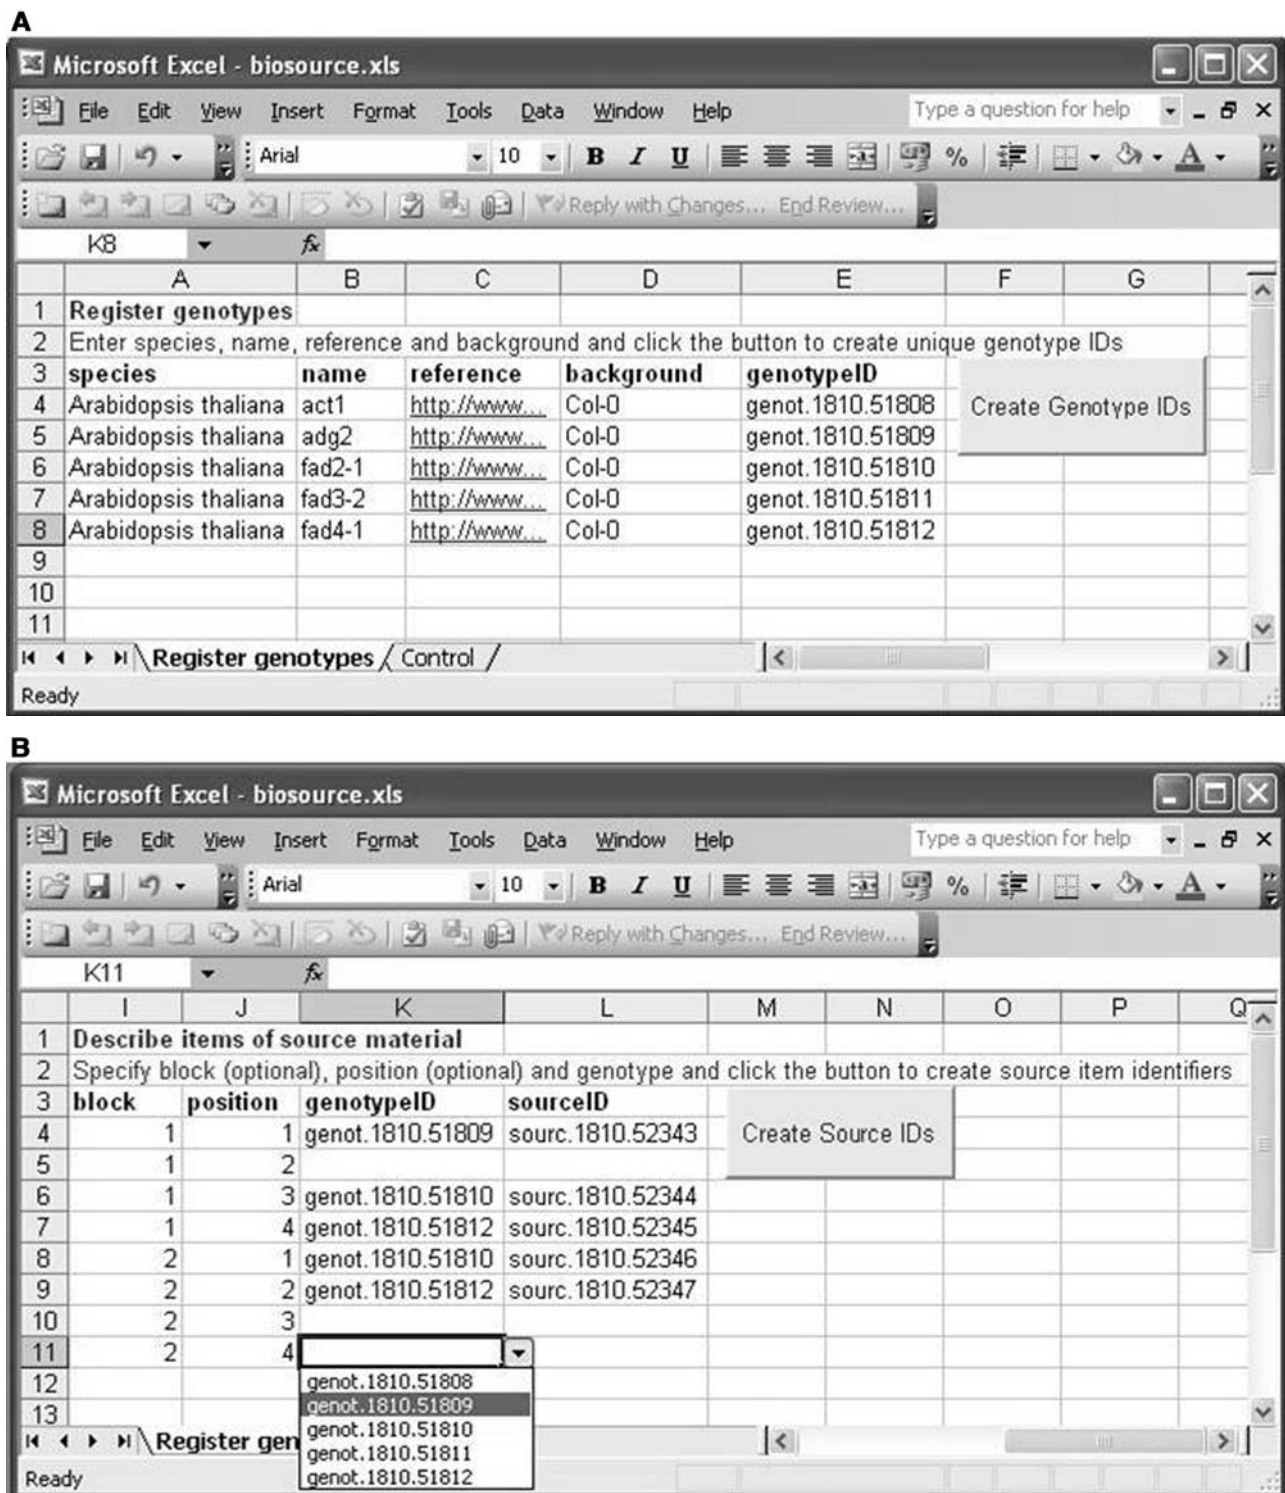 A
Microsoft Excel - biosource.xls
File Edit View Insert Format Tools Data Window Help Type a question for help
Arial 10 B I U % A
Reply with Changes... End Review...
K8 fx
A B C D E F G
1 Register genotypes
2 Enter species, name, reference and background and click the button to create unique genotype IDs
3 species name reference background genotypeID
4 Arabidopsis thaliana act1 http://www... Col-0 genot.1810.51808 Create Genotype IDs
5 Arabidopsis thaliana adg2 http://www... Col-0 genot.1810.51809
6 Arabidopsis thaliana fad2-1 http://www... Col-0 genot.1810.51810
7 Arabidopsis thaliana fad3-2 http://www... Col-0 genot.1810.51811
8 Arabidopsis thaliana fad4-1 http://www... Col-0 genot.1810.51812
9
10
11
Register genotypes Control
Ready
B
Microsoft Excel - biosource.xls
File Edit View Insert Format Tools Data Window Help Type a question for help
Arial 10 B I U % A
Reply with Changes... End Review...
K11 fx
I J K L M N O P Q
1 Describe items of source material
2 Specify block (optional), position (optional) and genotype and click the button to create source item identifiers
3 block position genotypeID sourceID
4 1 1 genot.1810.51809 sourc.1810.52343 Create Source IDs
5 1 2
6 1 3 genot.1810.51810 sourc.1810.52344
7 1 4 genot.1810.51812 sourc.1810.52345
8 2 1 genot.1810.51810 sourc.1810.52346
9 2 2 genot.1810.51812 sourc.1810.52347
10 2 3
11 2 4
12 genot.1810.51808
genot.1810.51809
13 genot.1810.51810
Register gen genot.1810.51811
Ready genot.1810.51812